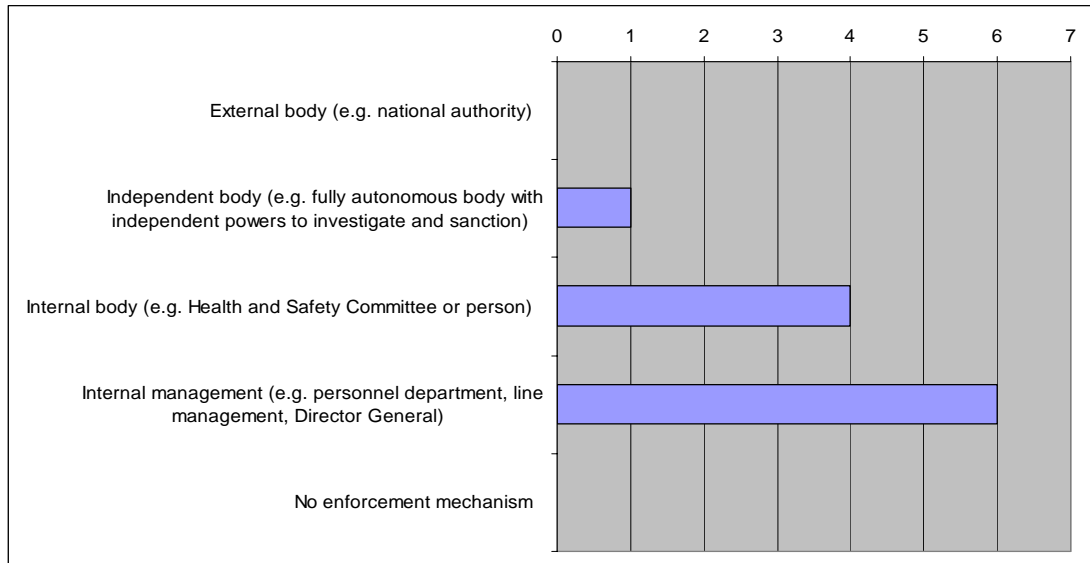 0 1 2 3 4 5 6 7
External body (e.g. national authority)
Independent body (e.g. fully autonomous body with
independent powers to investigate and sanction)
Internal body (e.g. Health and Safety Committee or person)
Internal management (e.g. personnel department, line
management, Director General)
No enforcement mechanism